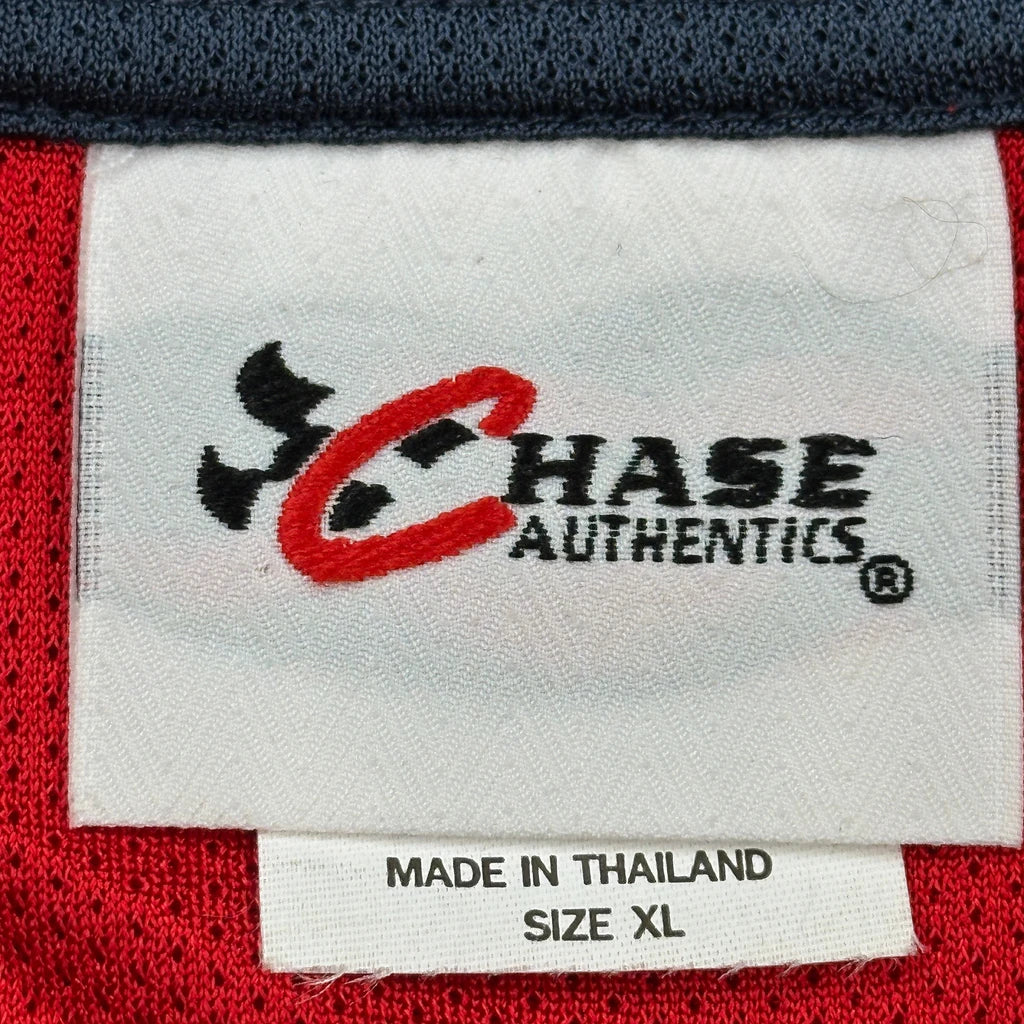 CHASE
AUTHENTICS®
MADE IN THAILAND
SIZE XL